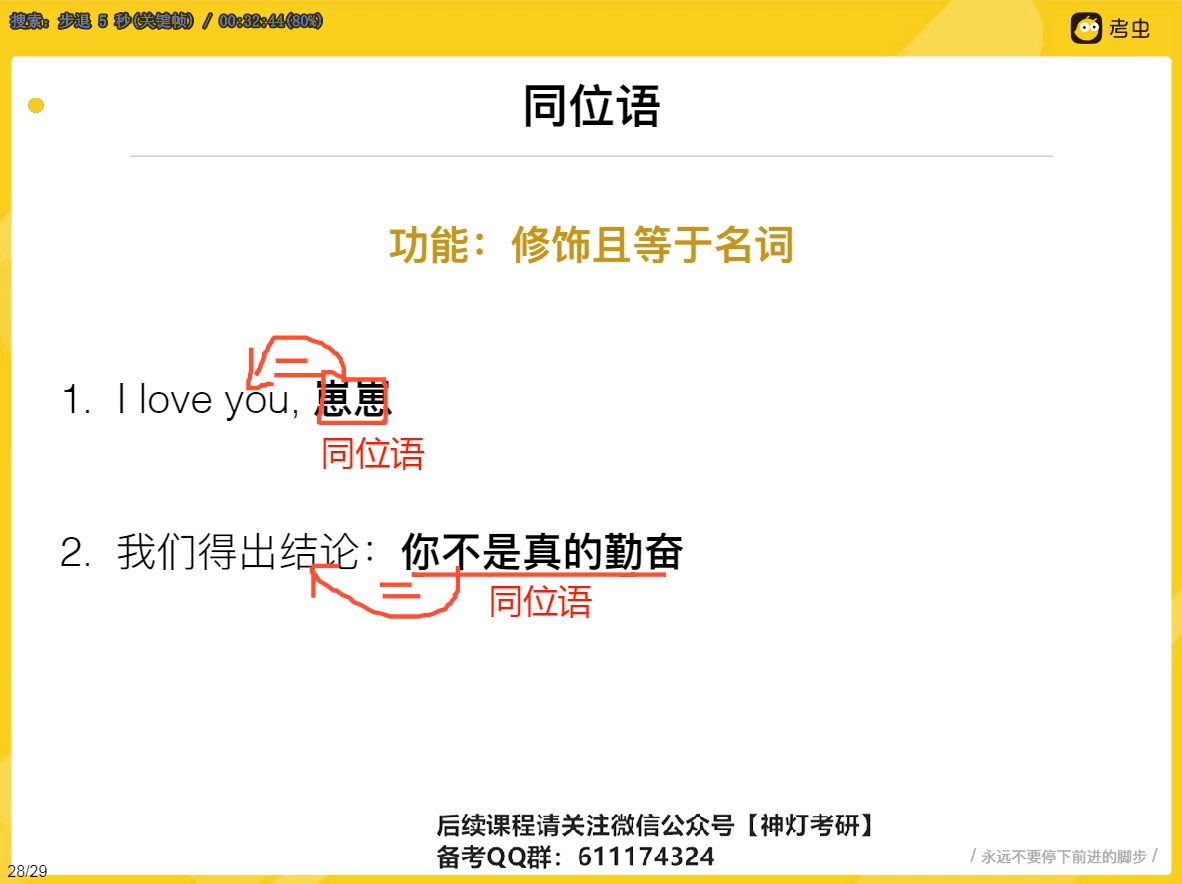 搜索: 步退 5 秒(关键帧) / 00:32:44(80%)
考虫
同位语
功能：修饰且等于名词
1. I love you, 崽崽
同位语
2. 我们得出结论：你不是真的勤奋
同位语
后续课程请关注微信公众号【神灯考研】
备考QQ群：611174324
/ 永远不要停下前进的脚步 /
28/29